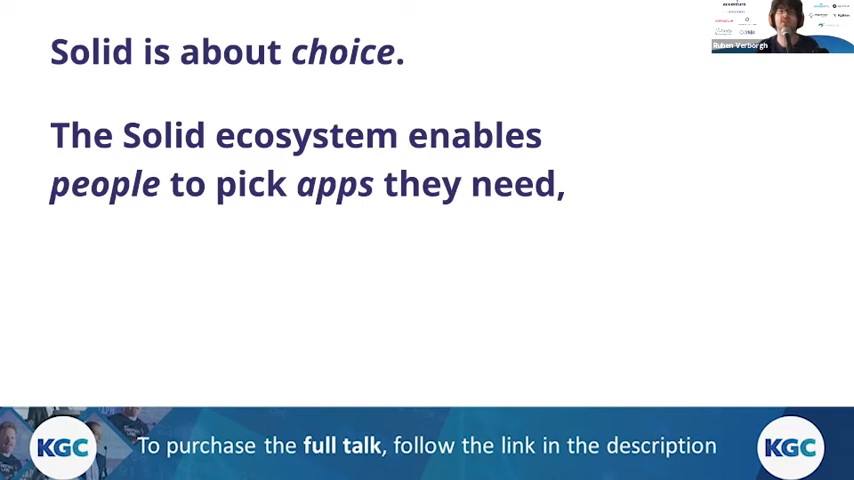 Solid is about choice.
The Solid ecosystem enables
people to pick apps they need,
Ruben Verborgh
KGC
To purchase the full talk, follow the link in the description
KGC